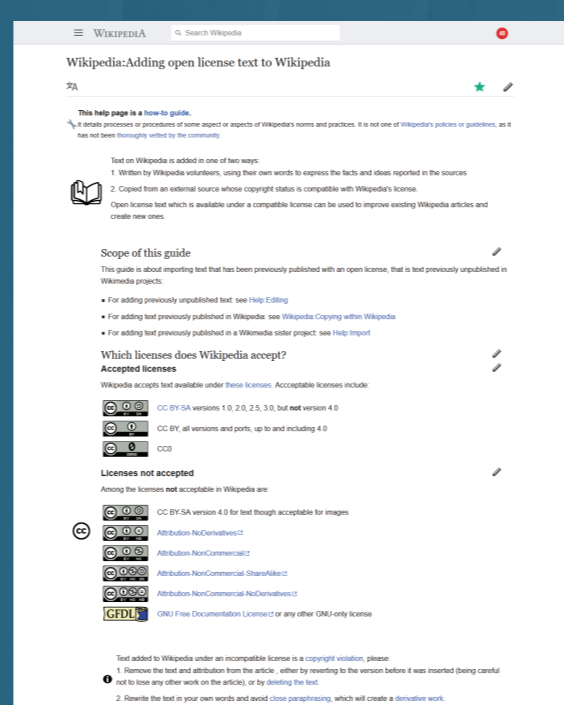 WIKIPEDIA
Search Wikipedia
Wikipedia:Adding open license text to Wikipedia
This help page is a how-to guide.
It details processes or procedures of some aspect or aspects of Wikipedia's norms and practices. It is not one of Wikipedia's policies or guidelines, as it
has not been thoroughly vetted by the community.
Text on Wikipedia is added in one of two ways:
1. Written by Wikipedia volunteers, using their own words to express the facts and ideas reported in the sources
2. Copied from an external source whose copyright status is compatible with Wikipedia's license.
Open license text which is available under a compatible license can be used to improve existing Wikipedia articles and
create new ones.
Scope of this guide
This guide is about importing text that has been previously published with an open license, that is text previously unpublished in
Wikimedia projects:
For adding previously unpublished text: see Help:Editing
For adding text previously published in Wikipedia: see Wikipedia:Copying within Wikipedia
For adding text previously published in a Wikimedia sister project: see Help:Import
Which licenses does Wikipedia accept?
Accepted licenses
Wikipedia accepts text available under these licenses. Accceptable licenses include:
CC BY-SA versions 1.0, 2.0, 2.5, 3.0, but not version 4.0
CC BY, all versions and ports, up to and including 4.0
CC0
Licenses not accepted
Among the licenses not acceptable in Wikipedia are:
CC BY-SA version 4.0 for text though acceptable for images
Attribution-NoDerivatives
Attribution-NonCommercial
Attribution-NonCommercial-ShareAlike
Attribution-NonCommercial-NoDerivatives
GFDL GNU Free Documentation License or any other GNU-only license
Text added to Wikipedia under an incompatible license is a copyright violation, please:
1. Remove the text and attribution from the article , either by reverting to the version before it was inserted (being careful
not to lose any other work on the article), or by deleting the text.
2. Rewrite the text in your own words and avoid close paraphrasing, which will create a derivative work.